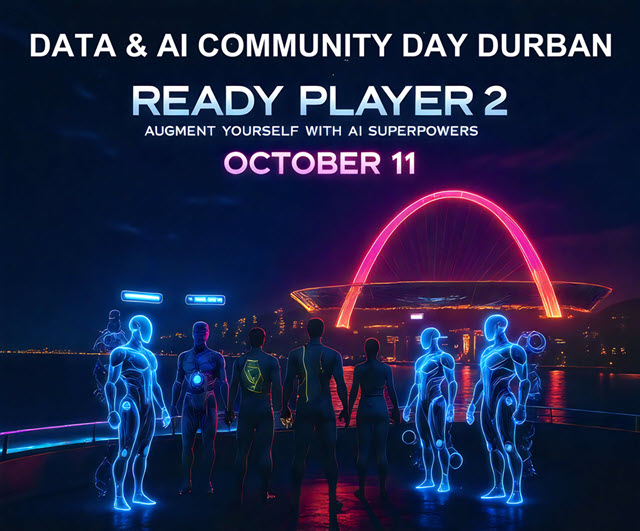 DATA & AI COMMUNITY DAY DURBAN
READY PLAYER 2
AUGMENT YOURSELF WITH AI SUPERPOWERS
OCTOBER 11